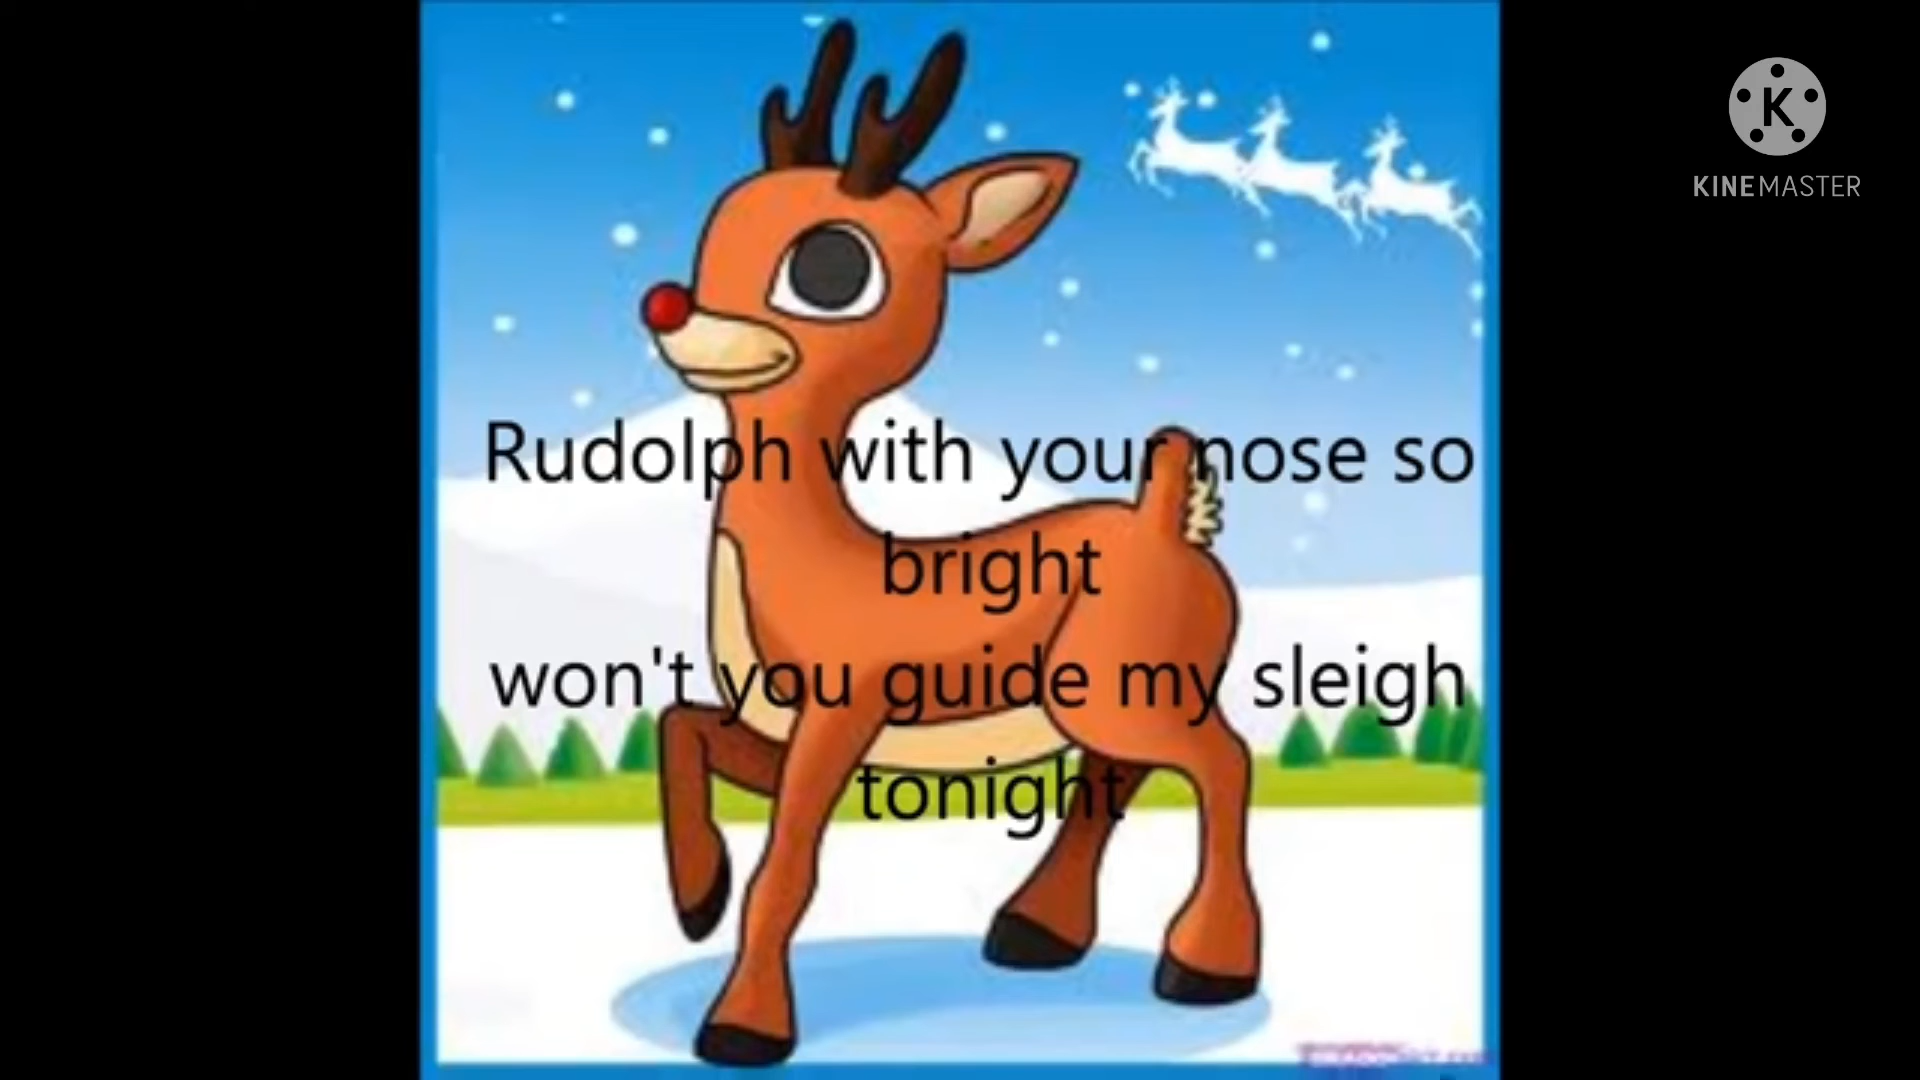 K
KINEMASTER
Rudolph with your nose so
bright
won't you guide my sleigh
tonight